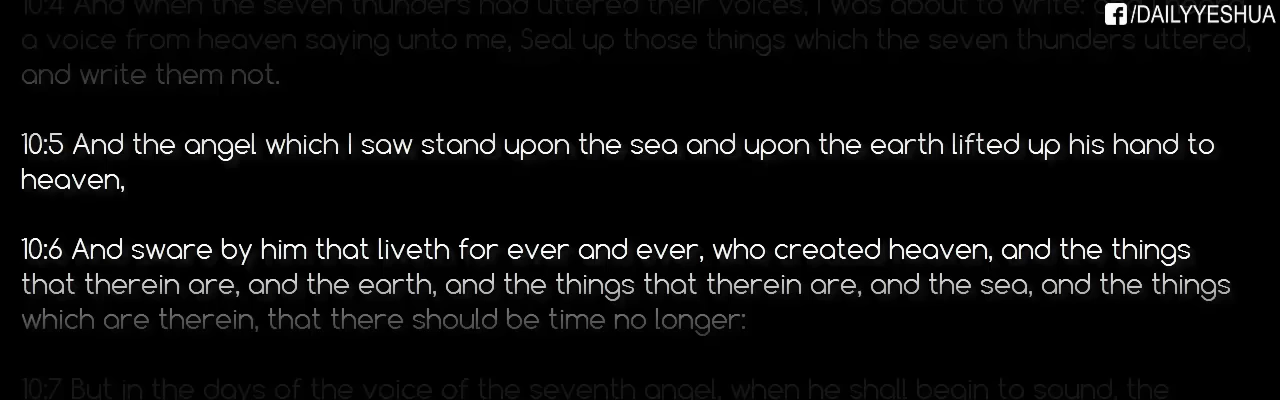 10:4 And when the seven thunders had uttered their voices, I was about to write:
/DAILYYESHUA
a voice from heaven saying unto me, Seal up those things which the seven thunders uttered,
and write them not.
10:5 And the angel which I saw stand upon the sea and upon the earth lifted up his hand to
heaven,
10:6 And sware by him that liveth for ever and ever, who created heaven, and the things
that therein are, and the earth, and the things that therein are, and the sea, and the things
which are therein, that there should be time no longer:
10:7 But in the days of the voice of the seventh angel, when he shall begin to sound, the